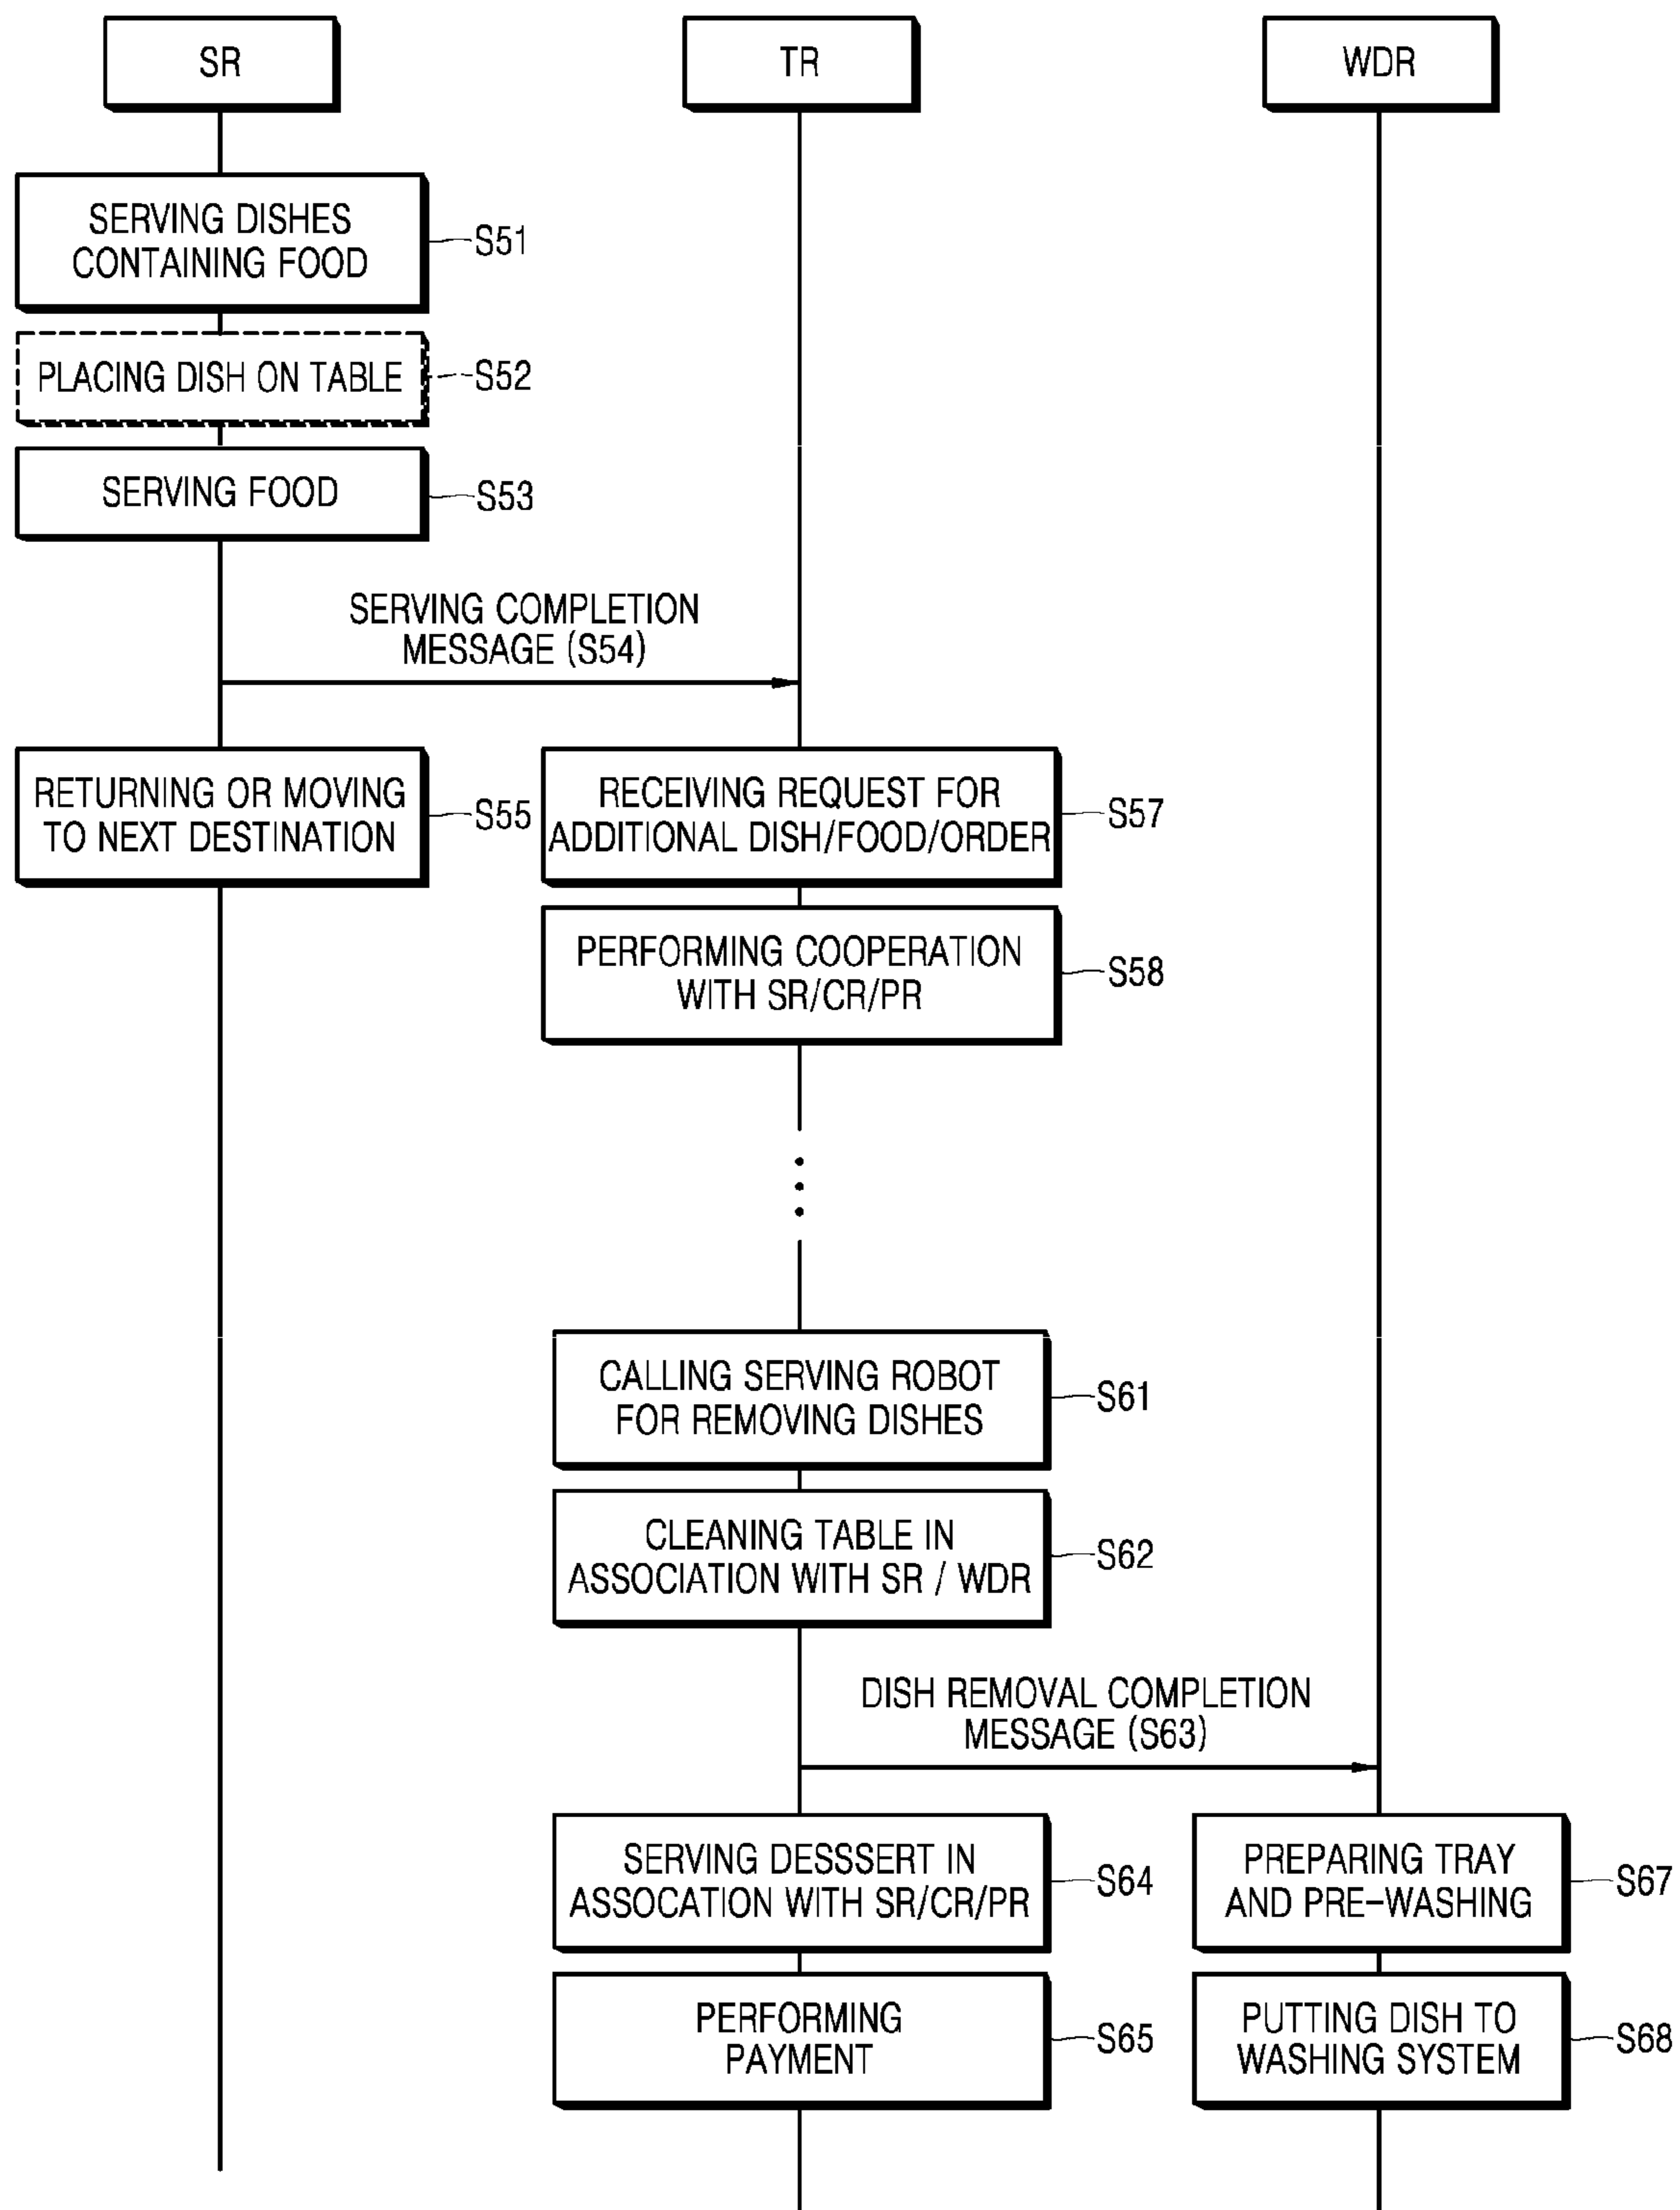 SR
TR
WDR
SERVING DISHES
CONTAINING FOOD
S51
PLACING DISH ON TABLE
S52
SERVING FOOD
S53
SERVING COMPLETION
MESSAGE (S54)
RETURNING OR MOVING
TO NEXT DESTINATION
S55
RECEIVING REQUEST FOR
ADDITIONAL DISH/FOOD/ORDER
S57
PERFORMING COOPERATION
WITH SR/CR/PR
S58
CALLING SERVING ROBOT
FOR REMOVING DISHES
S61
CLEANING TABLE IN
ASSOCIATION WITH SR / WDR
S62
DISH REMOVAL COMPLETION
MESSAGE (S63)
SERVING DESSSERT IN
ASSOCATION WITH SR/CR/PR
S64
PREPARING TRAY
AND PRE-WASHING
S67
PERFORMING
PAYMENT
S65
PUTTING DISH TO
WASHING SYSTEM
S68